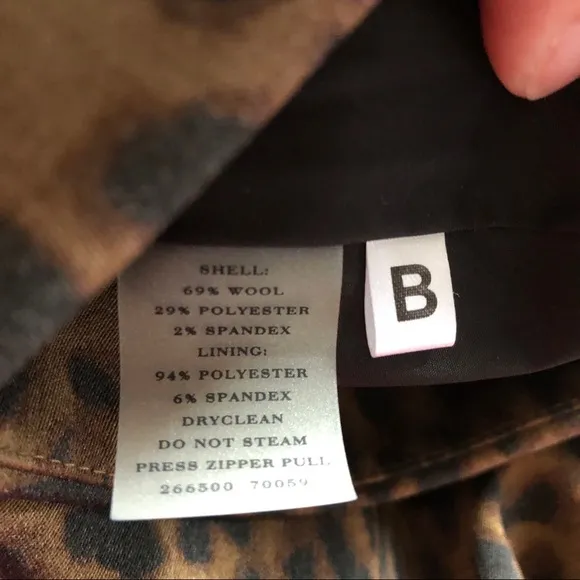 SHELL:
69% WOOL
29% POLYESTER
2% SPANDEX
LINING:
94% POLYESTER
6% SPANDEX
DRYCLEAN
DO NOT STEAM
PRESS ZIPPER PULL
266500 70059
B